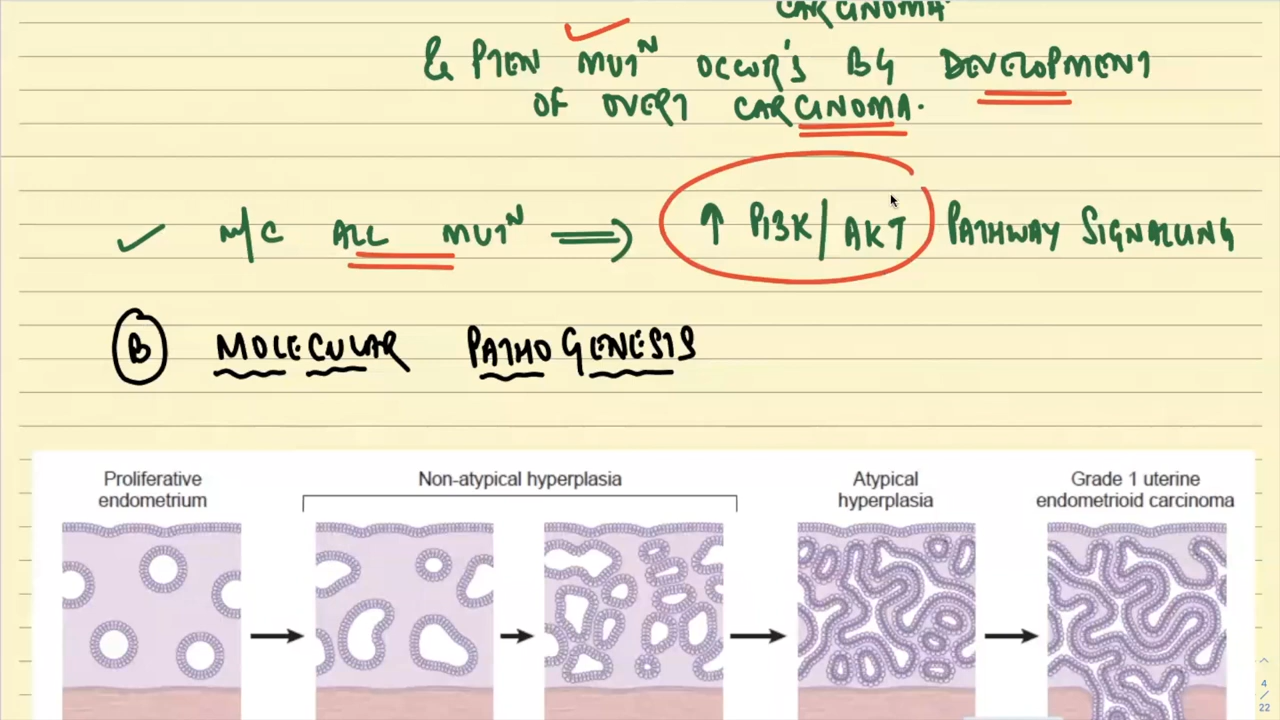 CARCINOMA
& PTEN MUTᴺ OCCUR'S B4 DEVELOPMENT
OF OVERT CARCINOMA.
M/C ALL MUTᴺ ⇒ ↑ PI3K/AKT PATHWAY SIGNALLING
B MOLECULAR PATHOGENESIS
Proliferative
endometrium
Non-atypical hyperplasia
Atypical
hyperplasia
Grade 1 uterine
endometrioid carcinoma
4
/
22